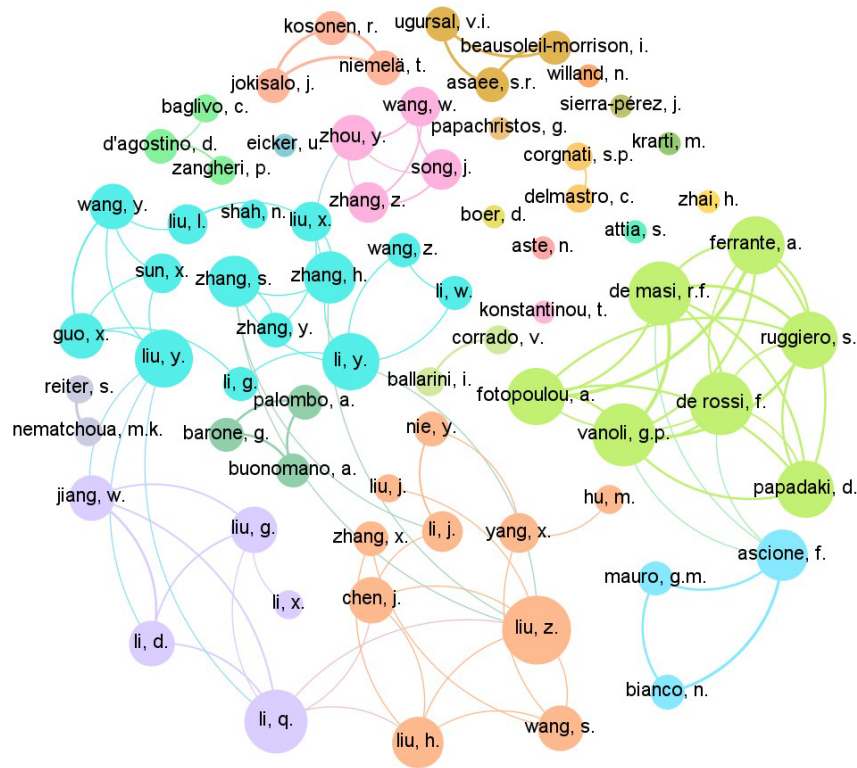 ugursal, v.i.
kosonen, r.
beausoleil-morrison, i.
niemelä, t.
willand, n.
jokisalo, j.
asaee, s.r.
baglivo, c.
wang, w.
sierra-pérez, j.
papachristos, g.
zhou, y.
d'agostino, d.
eicker, u.
krarti, m.
corgnati, s.p.
zangheri, p.
song, j.
wang, y.
zhang, z.
delmastro, c.
zhai, h.
liu, l.
shah, n.
liu, x.
boer, d.
attia, s.
ferrante, a.
wang, z.
aste, n.
sun, x.
zhang, s.
zhang, h.
de masi, r.f.
li, w.
konstantinou, t.
guo, x.
zhang, y.
corrado, v.
ruggiero, s.
liu, y.
li, y.
reiter, s.
li, g.
ballarini, i.
fotopoulou, a.
de rossi, f.
palombo, a.
nematchoua, m.k.
barone, g.
nie, y.
vanoli, g.p.
buonomano, a.
jiang, w.
liu, j.
papadaki, d.
hu, m.
liu, g.
zhang, x.
li, j.
yang, x.
ascione, f.
mauro, g.m.
chen, j.
li, x.
liu, z.
li, d.
bianco, n.
li, q.
wang, s.
liu, h.